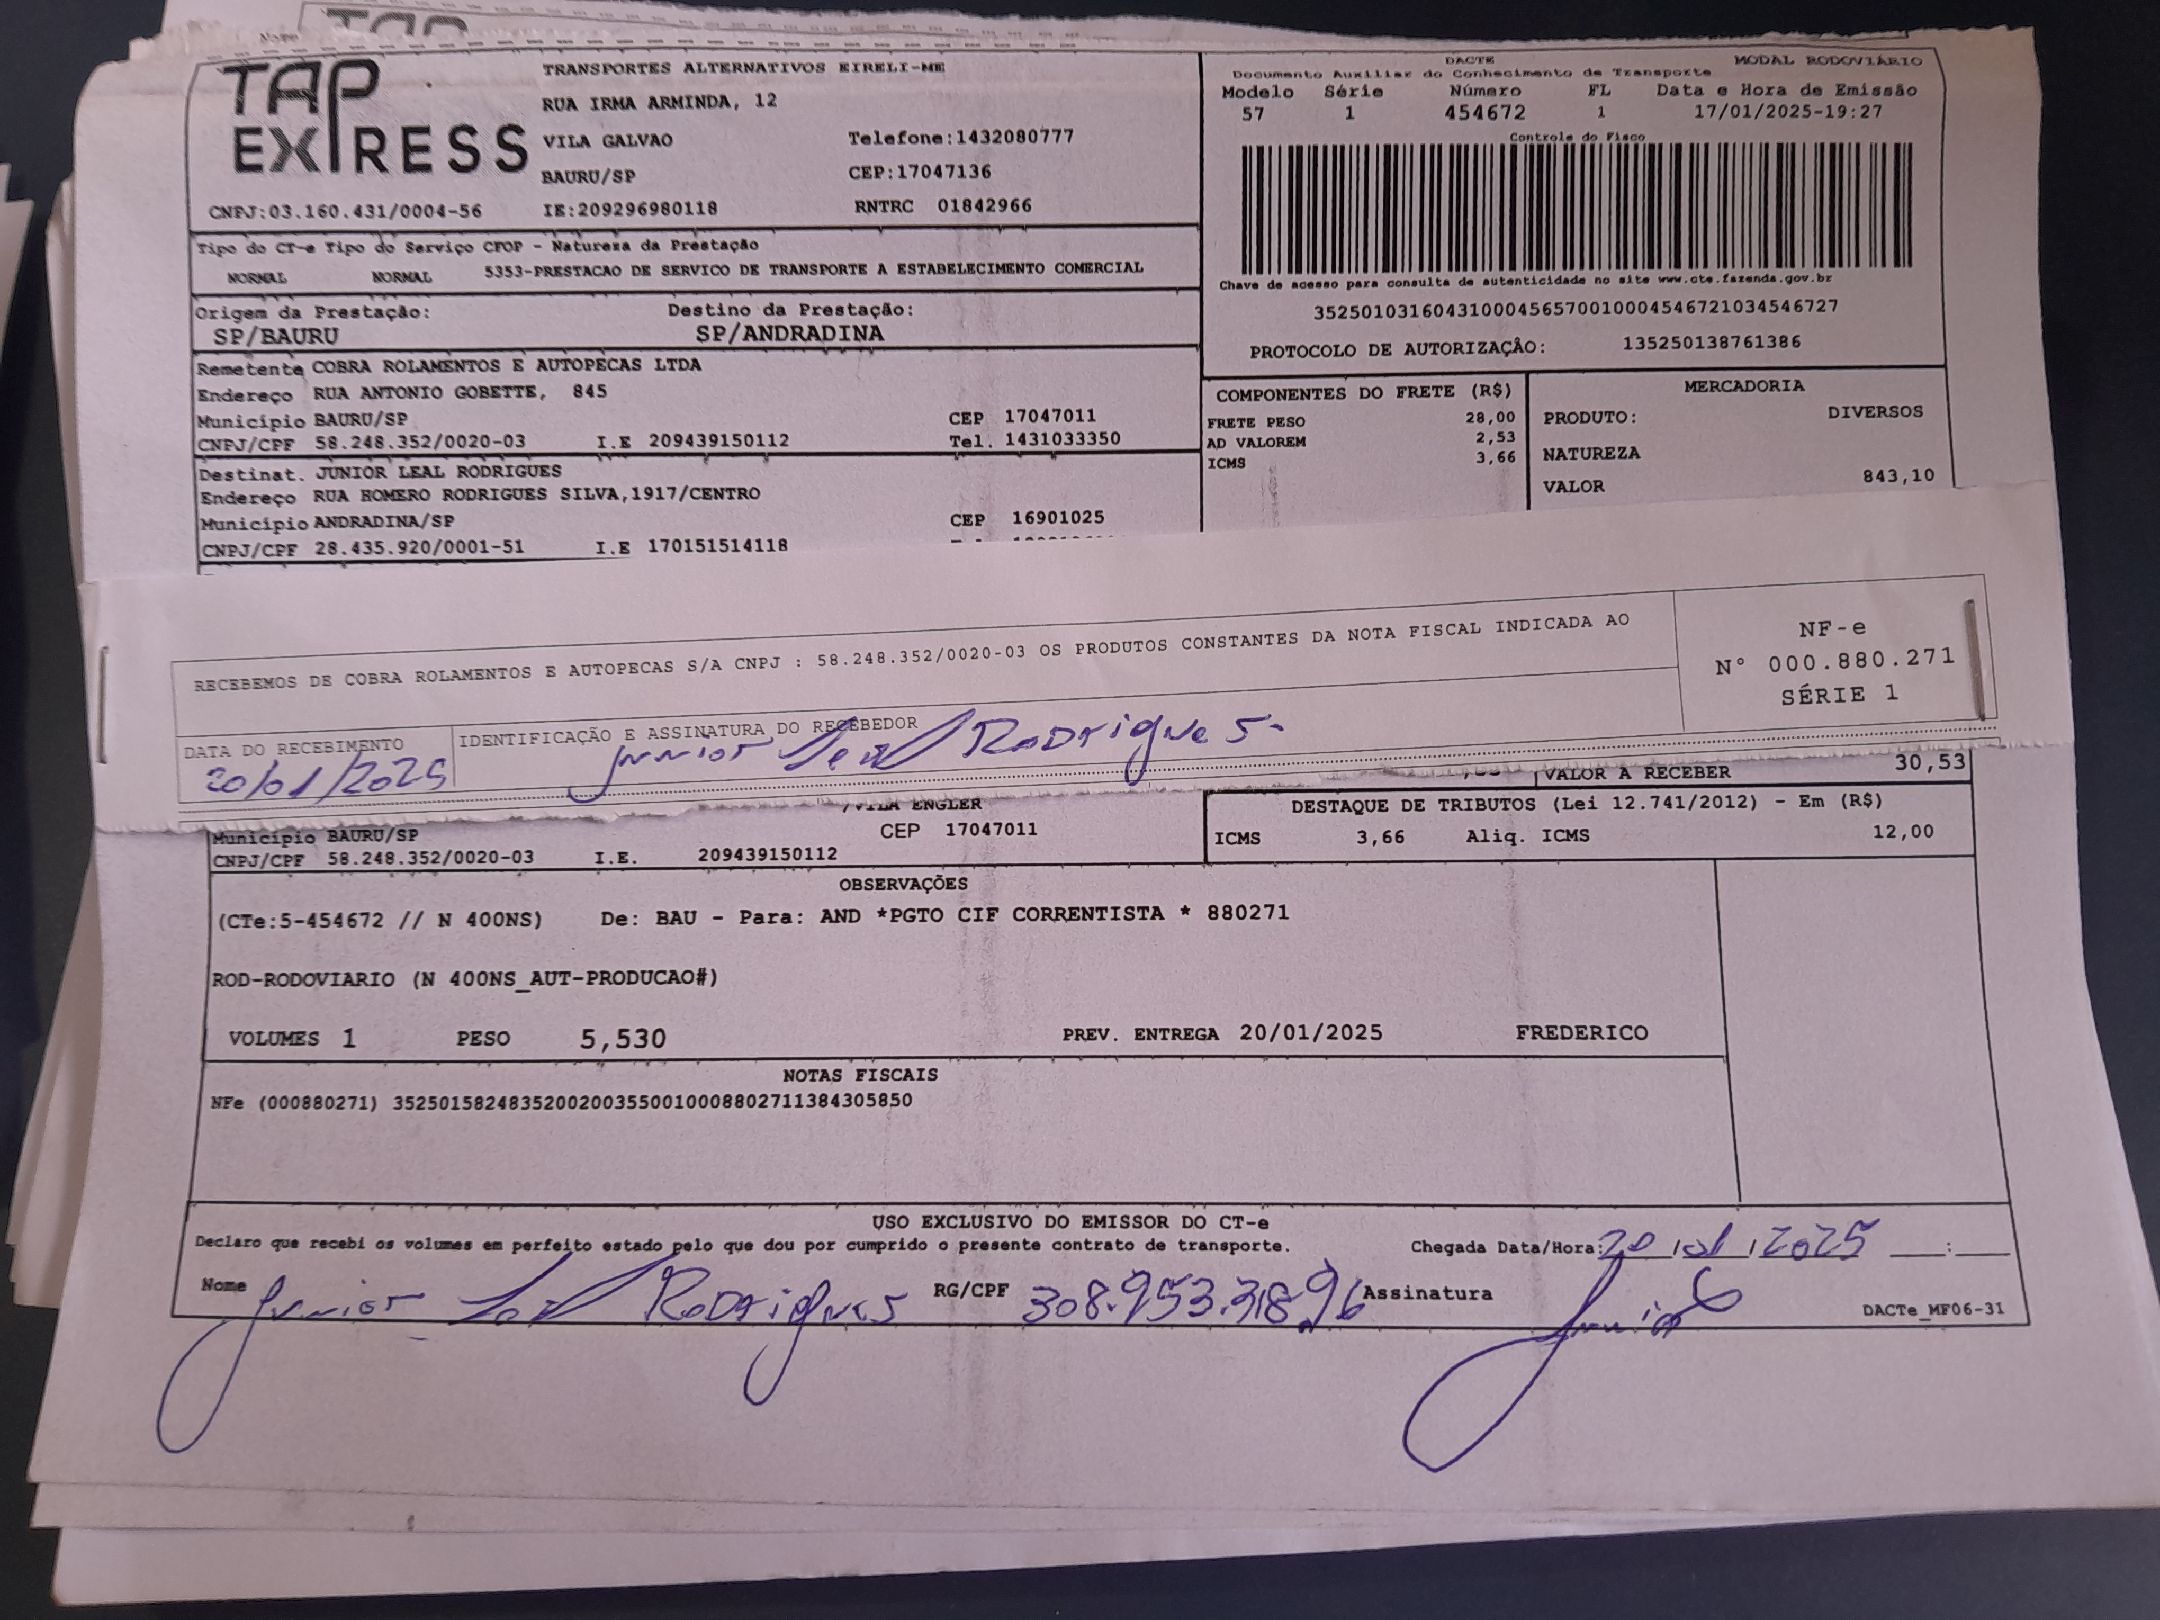 TAP
EXPRESS
TRANSPORTES ALTERNATIVOS EIRELI-ME
RUA IRMA ARMINDA, 12
VILA GALVAO Telefone:1432080777
BAURU/SP CEP:17047136
CNPJ:03.160.431/0004-56 IE:209296980118 RNTRC 01842966
DACTE MODAL RODOVIÁRIO
Documento Auxiliar do Conhecimento de Transporte
Modelo Série Número FL Data e Hora de Emissão
57 1 454672 1 17/01/2025-19:27
Controle do Fisco
Chave de acesso para consulta de autenticidade no site www.cte.fazenda.gov.br
35250103160431000456570010004546721034546727
PROTOCOLO DE AUTORIZAÇÃO: 135250138761386
Tipo do CT-e Tipo do Serviço CFOP - Natureza da Prestação
NORMAL NORMAL 5353-PRESTACAO DE SERVICO DE TRANSPORTE A ESTABELECIMENTO COMERCIAL
Origem da Prestação: Destino da Prestação:
SP/BAURU SP/ANDRADINA
Remetente COBRA ROLAMENTOS E AUTOPECAS LTDA
Endereço RUA ANTONIO GOBETTE, 845
Município BAURU/SP CEP 17047011
CNPJ/CPF 58.248.352/0020-03 I.E 209439150112 Tel. 1431033350
Destinat. JUNIOR LEAL RODRIGUES
Endereço RUA HOMERO RODRIGUES SILVA,1917/CENTRO
Município ANDRADINA/SP CEP 16901025
CNPJ/CPF 28.435.920/0001-51 I.E 170151514118
COMPONENTES DO FRETE (R$)
FRETE PESO 28,00
AD VALOREM 2,53
ICMS 3,66
MERCADORIA
PRODUTO: DIVERSOS
NATUREZA
VALOR 843,10
RECEBEMOS DE COBRA ROLAMENTOS E AUTOPECAS S/A CNPJ : 58.248.352/0020-03 OS PRODUTOS CONSTANTES DA NOTA FISCAL INDICADA AO
NF-e
N° 000.880.271
SÉRIE 1
DATA DO RECEBIMENTO IDENTIFICAÇÃO E ASSINATURA DO RECEBEDOR
20/01/2025 Junior Leal Rodrigues
VALOR A RECEBER 30,53
/VILA ENGLER
Município BAURU/SP CEP 17047011
CNPJ/CPF 58.248.352/0020-03 I.E. 209439150112
DESTAQUE DE TRIBUTOS (Lei 12.741/2012) - Em (R$)
ICMS 3,66 Aliq. ICMS 12,00
OBSERVAÇÕES
(CTe:5-454672 // N 400NS) De: BAU - Para: AND *PGTO CIF CORRENTISTA * 880271
ROD-RODOVIARIO (N 400NS_AUT-PRODUCAO#)
VOLUMES 1 PESO 5,530 PREV. ENTREGA 20/01/2025 FREDERICO
NOTAS FISCAIS
NFe (000880271) 35250158248352002003550010008802711384305850
USO EXCLUSIVO DO EMISSOR DO CT-e
Declaro que recebi os volumes em perfeito estado pelo que dou por cumprido o presente contrato de transporte. Chegada Data/Hora: 20/01/2025 __:__
Nome Junior Leal Rodrigues RG/CPF 308.953.318.96 Assinatura Junior
DACTe_MF06-31